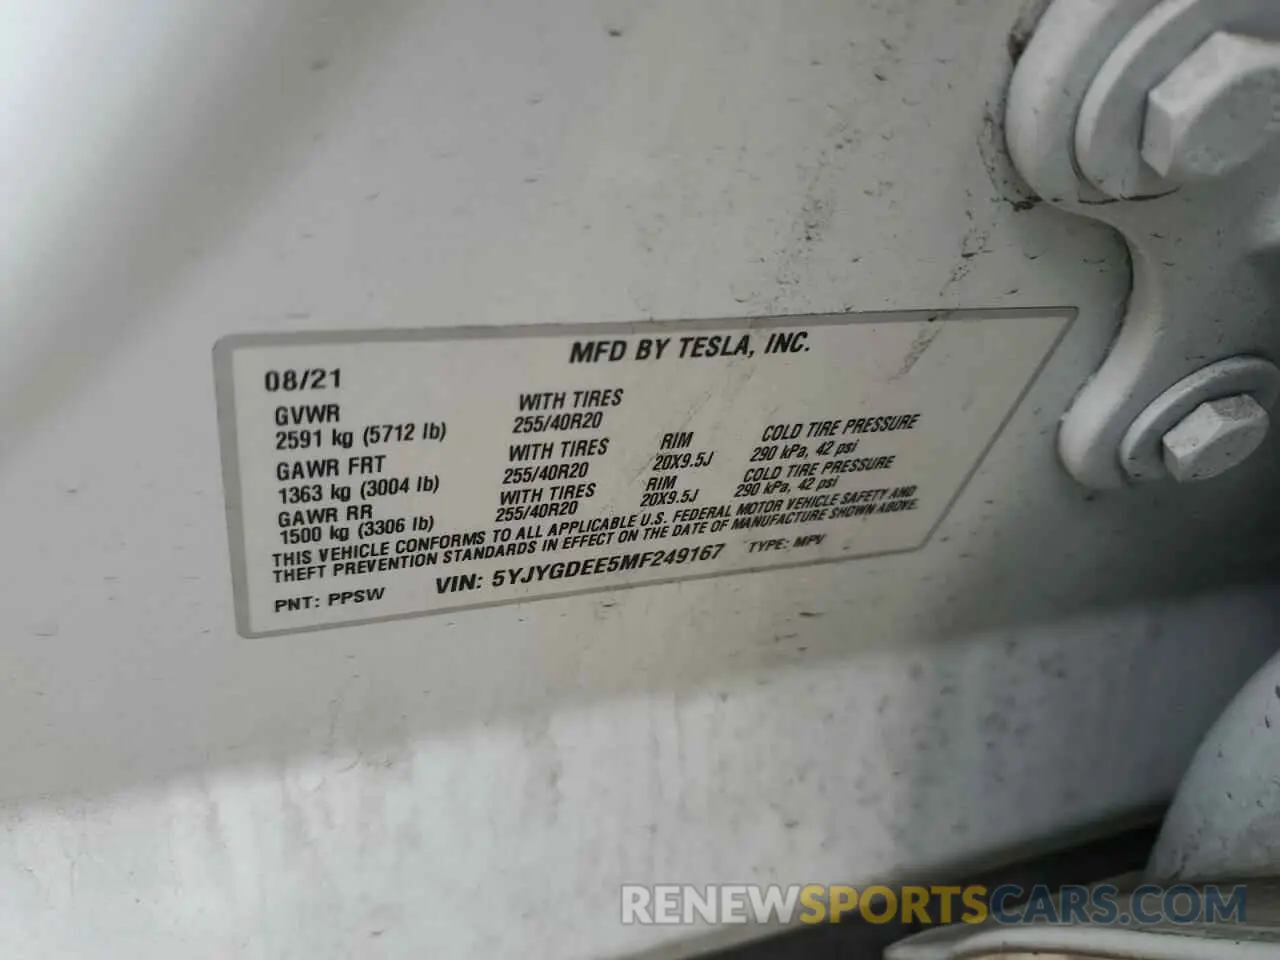 MFD BY TESLA, INC.
08/21
GVWR
2591 kg (5712 lb)
WITH TIRES
255/40R20
GAWR FRT
1363 kg (3004 lb)
WITH TIRES
255/40R20
RIM
20X9.5J
COLD TIRE PRESSURE
290 kPa, 42 psi
GAWR RR
1500 kg (3306 lb)
WITH TIRES
255/40R20
RIM
20X9.5J
COLD TIRE PRESSURE
290 kPa, 42 psi
THIS VEHICLE CONFORMS TO ALL APPLICABLE U.S. FEDERAL MOTOR VEHICLE SAFETY AND
THEFT PREVENTION STANDARDS IN EFFECT ON THE DATE OF MANUFACTURE SHOWN ABOVE.
PNT: PPSW VIN: 5YJYGDEE5MF249167 TYPE: MPV
RENEWSPORTSCARS.COM